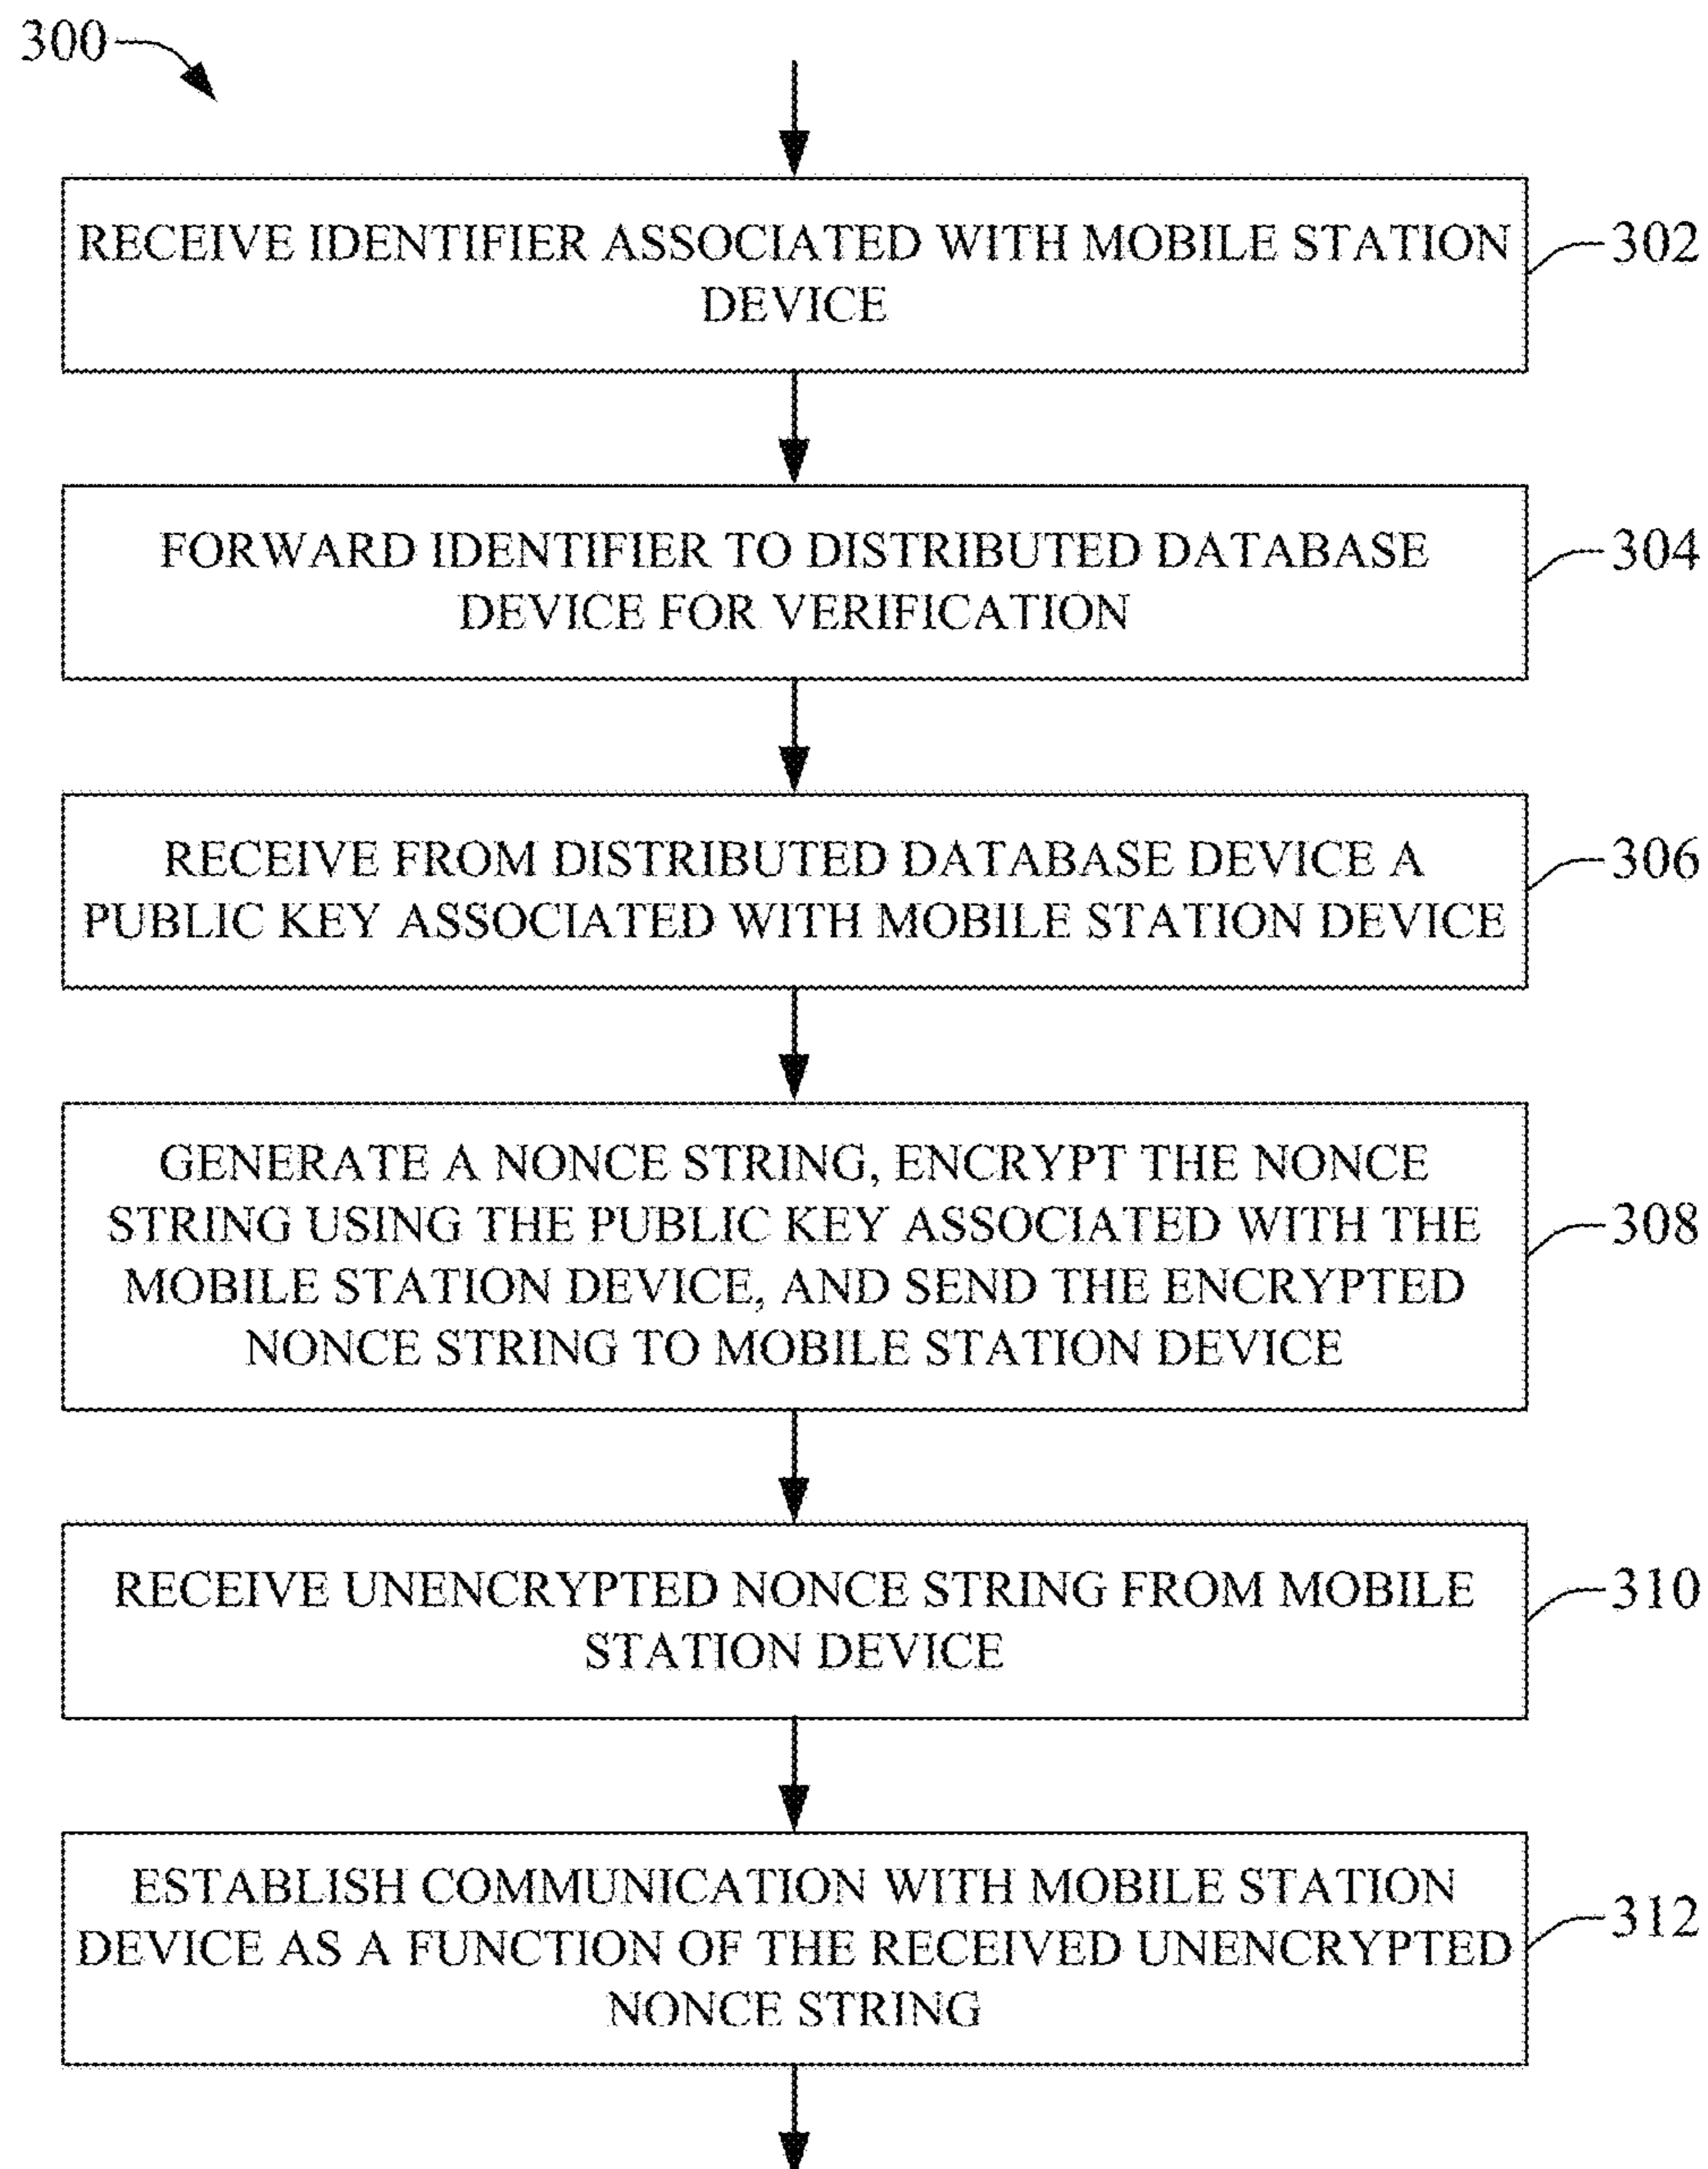 300
RECEIVE IDENTIFIER ASSOCIATED WITH MOBILE STATION
DEVICE
302
FORWARD IDENTIFIER TO DISTRIBUTED DATABASE
DEVICE FOR VERIFICATION
304
RECEIVE FROM DISTRIBUTED DATABASE DEVICE A
PUBLIC KEY ASSOCIATED WITH MOBILE STATION DEVICE
306
GENERATE A NONCE STRING, ENCRYPT THE NONCE
STRING USING THE PUBLIC KEY ASSOCIATED WITH THE
MOBILE STATION DEVICE, AND SEND THE ENCRYPTED
NONCE STRING TO MOBILE STATION DEVICE
308
RECEIVE UNENCRYPTED NONCE STRING FROM MOBILE
STATION DEVICE
310
ESTABLISH COMMUNICATION WITH MOBILE STATION
DEVICE AS A FUNCTION OF THE RECEIVED UNENCRYPTED
NONCE STRING
312